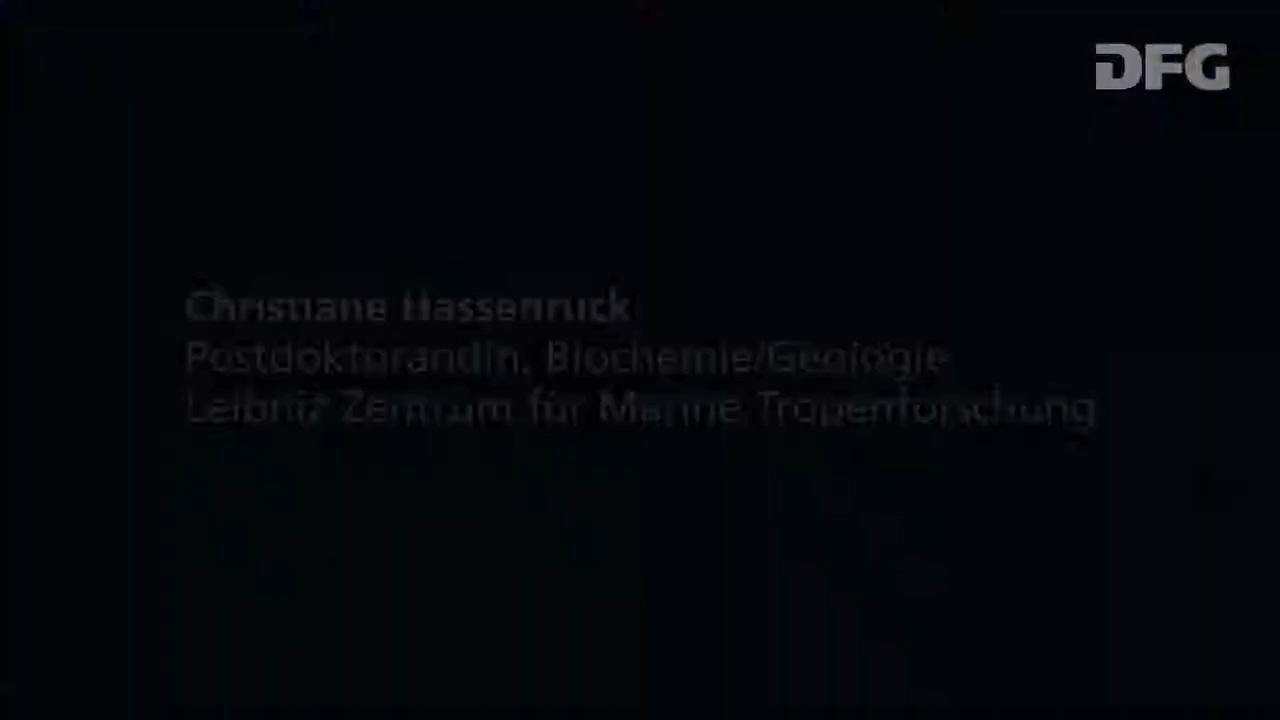 DFG
Christiane Hassenrück
Postdoktorandin, Biochemie/Geologie
Leibniz Zentrum für Marine Tropenforschung